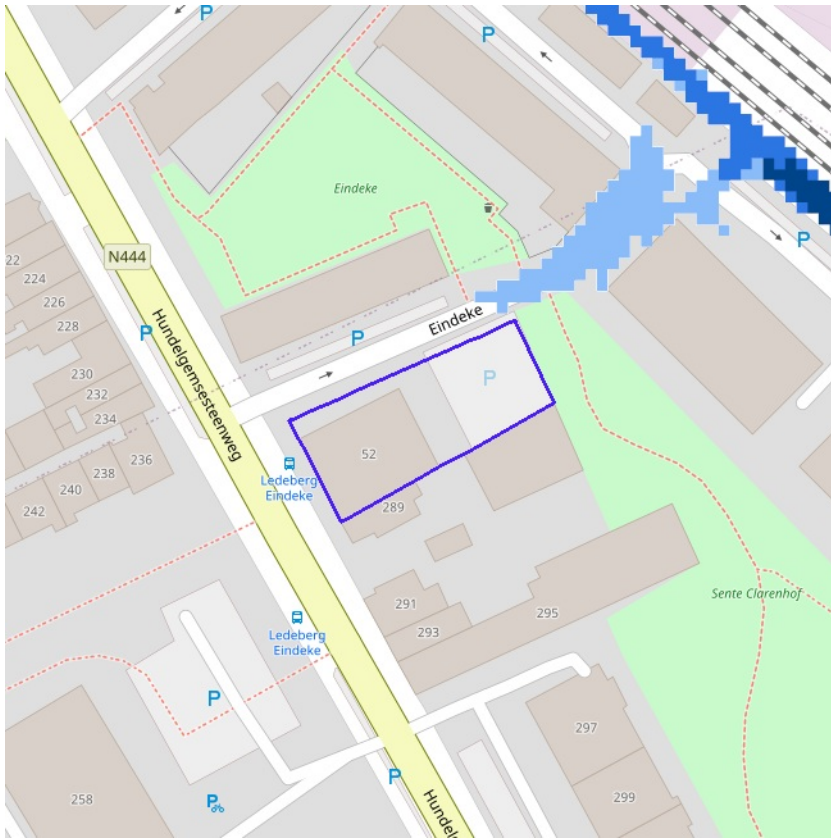 P
P
Eindeke
P
N444
222
224
226
228
P
Hundelgemsesteenweg
Eindeke
P
230
232
234
P
236
238
240
242
52
Ledeberg
Eindeke
289
Sente Clarenhof
291
293
295
Ledeberg
Eindeke
P
297
P
258
P
299